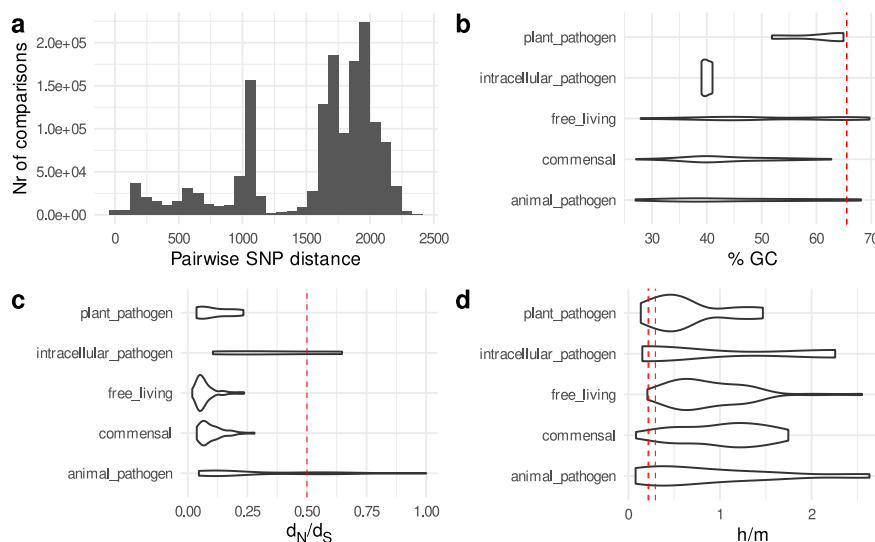 a
Nr of comparisons
2.0e+05
1.5e+05
1.0e+05
5.0e+04
0.0e+00
0 500 1000 1500 2000 2500
Pairwise SNP distance
b
plant_pathogen
intracellular_pathogen
free_living
commensal
animal_pathogen
30 40 50 60 70
% GC
c
plant_pathogen
intracellular_pathogen
free_living
commensal
animal_pathogen
0.00 0.25 0.50 0.75 1.00
dN/dS
d
plant_pathogen
intracellular_pathogen
free_living
commensal
animal_pathogen
0 1 2
h/m